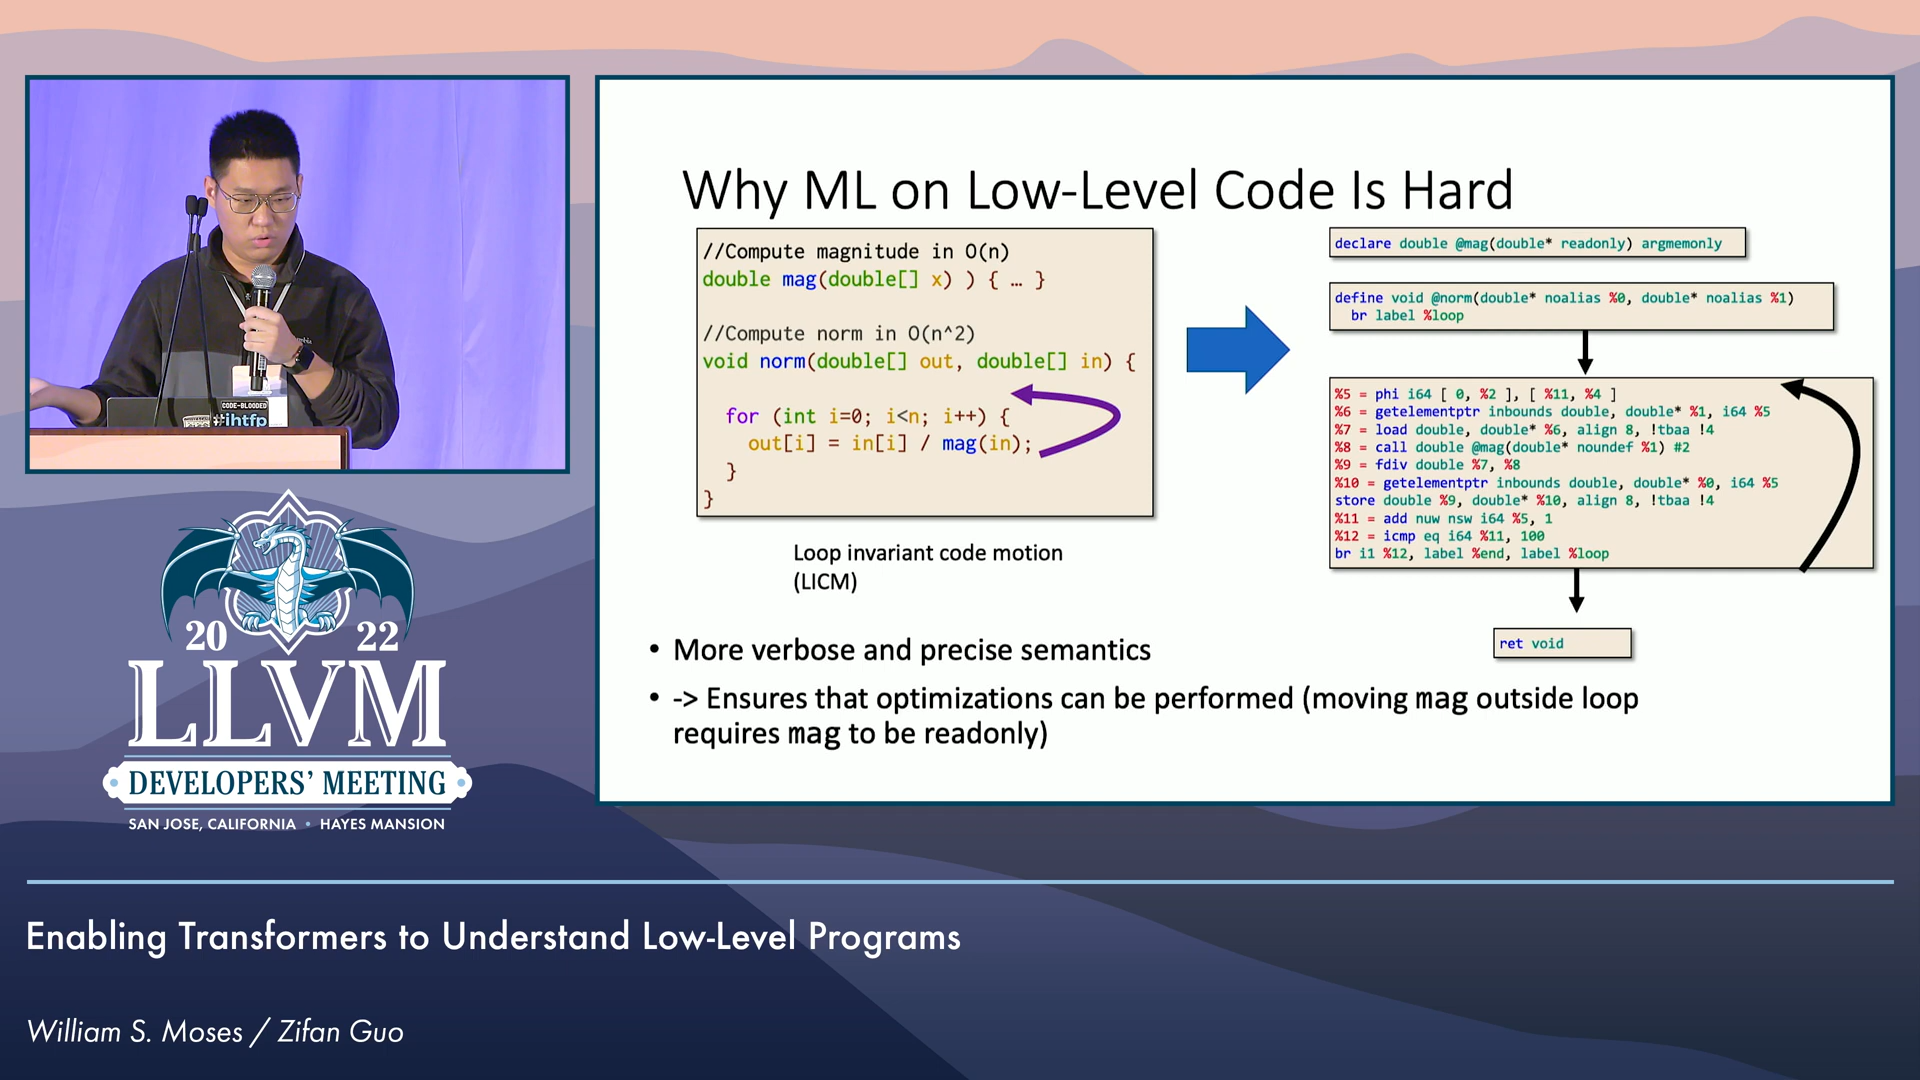 Why ML on Low-Level Code Is Hard
//Compute magnitude in O(n)
double mag(double[] x) ) { … }
//Compute norm in O(n^2)
void norm(double[] out, double[] in) {
for (int i=0; i<n; i++) {
out[i] = in[i] / mag(in);
}
}
Loop invariant code motion
(LICM)
declare double @mag(double* readonly) argmemonly
define void @norm(double* noalias %0, double* noalias %1)
br label %loop
%5 = phi i64 [ 0, %2 ], [ %11, %4 ]
%6 = getelementptr inbounds double, double* %1, i64 %5
%7 = load double, double* %6, align 8, !tbaa !4
%8 = call double @mag(double* noundef %1) #2
%9 = fdiv double %7, %8
%10 = getelementptr inbounds double, double* %0, i64 %5
store double %9, double* %10, align 8, !tbaa !4
%11 = add nuw nsw i64 %5, 1
%12 = icmp eq i64 %11, 100
br i1 %12, label %end, label %loop
ret void
• More verbose and precise semantics
• -> Ensures that optimizations can be performed (moving mag outside loop
requires mag to be readonly)
CODE-BLOODED
#ihtfp
20 22
LLVM
DEVELOPERS’ MEETING
SAN JOSE, CALIFORNIA • HAYES MANSION
Enabling Transformers to Understand Low-Level Programs
William S. Moses / Zifan Guo